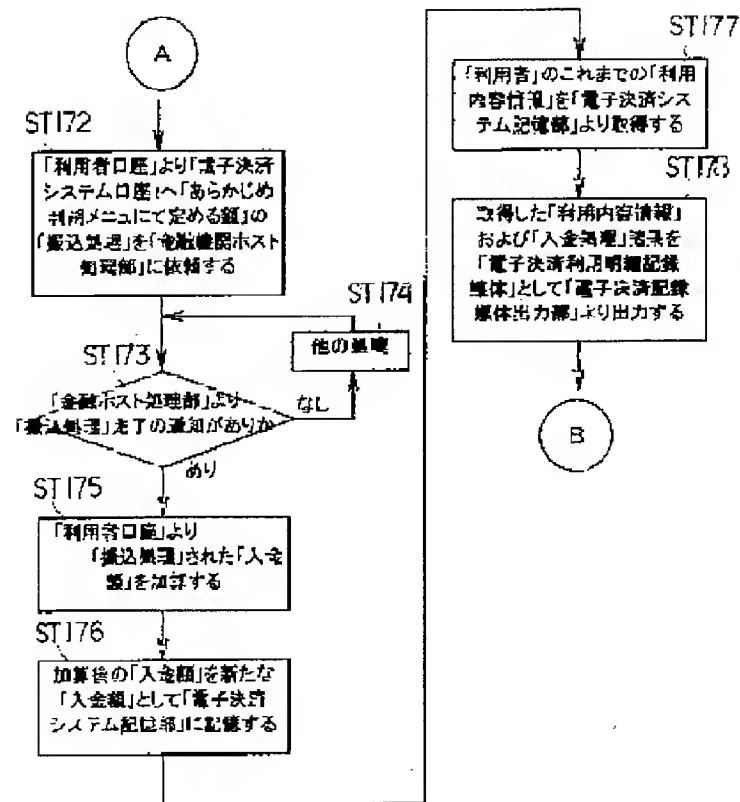 A
ST172
「利用者口座」より「電子決済
システム口座」へ「あらかじめ
利用メニュにて定める額」の
「振込処理」を「金融機関ホスト
処理部」に依頼する
ST174
他の処理
ST173
「金融ホスト処理部」より
「振込処理」完了の通知がありか
なし
あり
ST175
「利用者口座」より
「振込処理」された「入金
額」を加算する
ST176
加算後の「入金額」を新たな
「入金額」として「電子決済
システム記憶部」に記憶する
ST177
「利用者」のこれまでの「利用
内容情報」を「電子決済シス
テム記憶部」より取得する
ST178
取得した「利用内容情報」
および「入金処理」結果を
「電子決済利用明細記録
媒体」として「電子決済記録
媒体出力部」より出力する
B